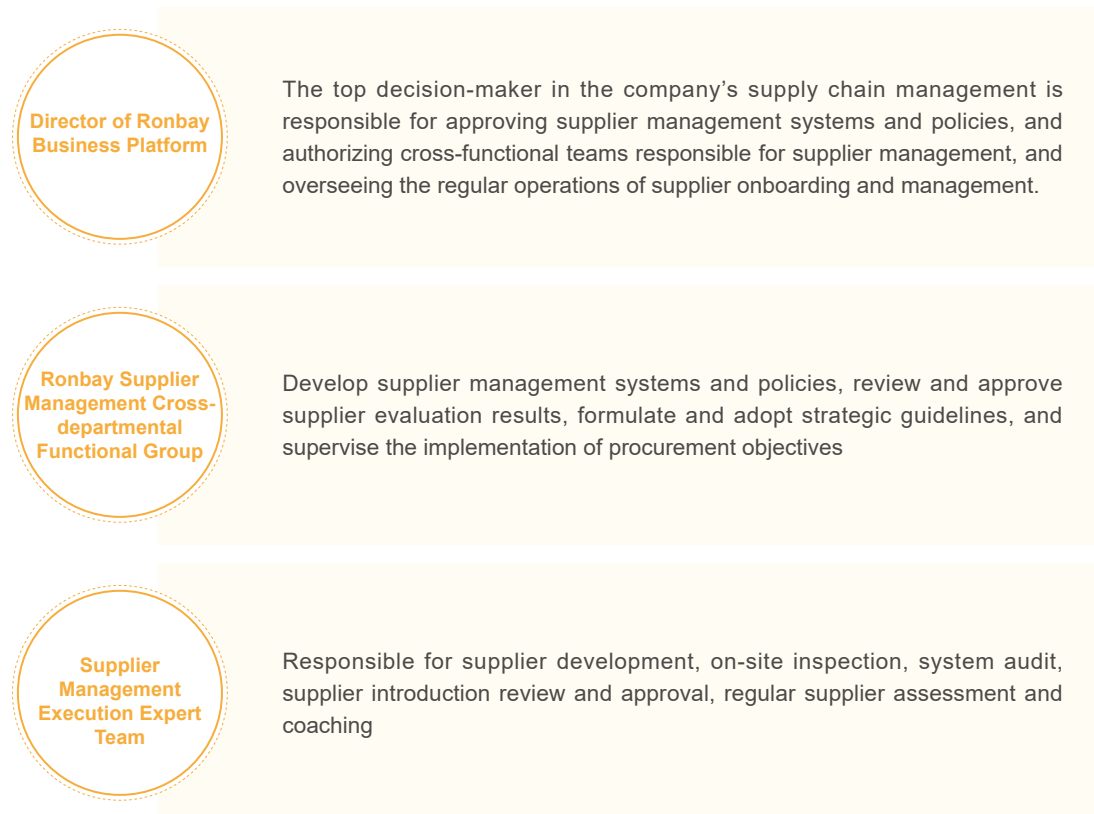 Director of Ronbay
Business Platform
The top decision-maker in the company’s supply chain management is
responsible for approving supplier management systems and policies, and
authorizing cross-functional teams responsible for supplier management, and
overseeing the regular operations of supplier onboarding and management.
Ronbay Supplier
Management Cross-
departmental
Functional Group
Develop supplier management systems and policies, review and approve
supplier evaluation results, formulate and adopt strategic guidelines, and
supervise the implementation of procurement objectives
Supplier
Management
Execution Expert
Team
Responsible for supplier development, on-site inspection, system audit,
supplier introduction review and approval, regular supplier assessment and
coaching